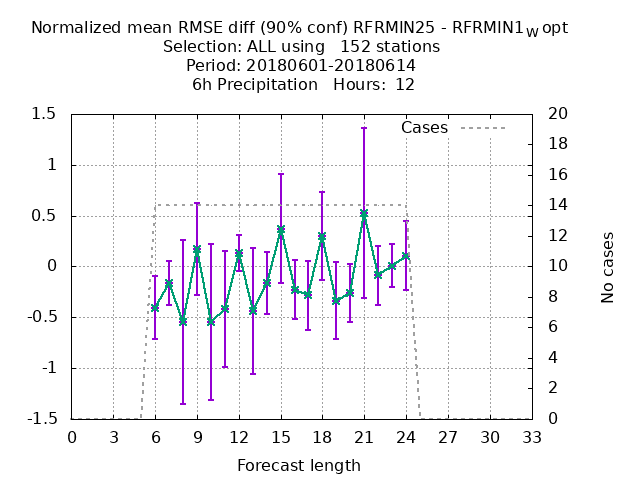 Normalized mean RMSE diff (90% conf) RFRMIN25 - RFRMIN1wopt
Selection: ALL using 152 stations
Period: 20180601-20180614
6h Precipitation Hours: 12
1.5
1
0.5
0
-0.5
-1
-1.5
0 3 6 9 12 15 18 21 24 27 30 33
Forecast length
Cases
20
18
16
14
12
10
8
6
4
2
0
No cases